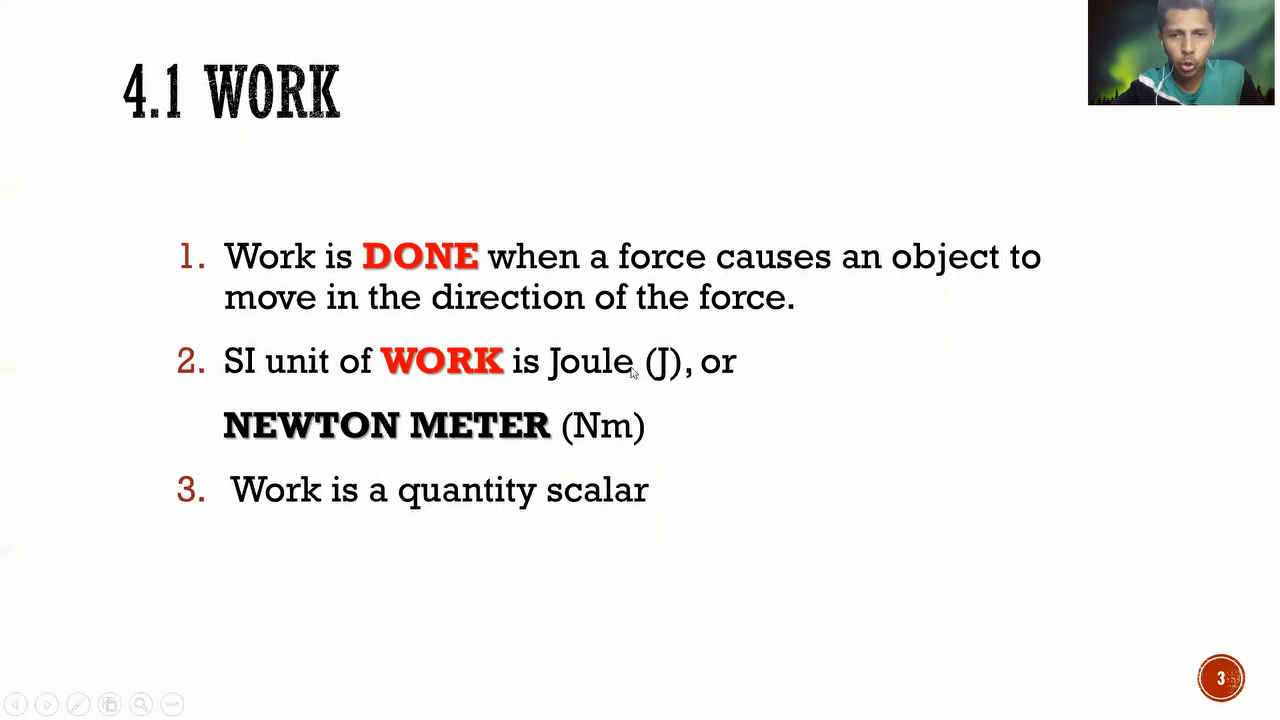 4.1 WORK
1. Work is DONE when a force causes an object to
move in the direction of the force.
2. SI unit of WORK is Joule (J), or
NEWTON METER (Nm)
3. Work is a quantity scalar
3